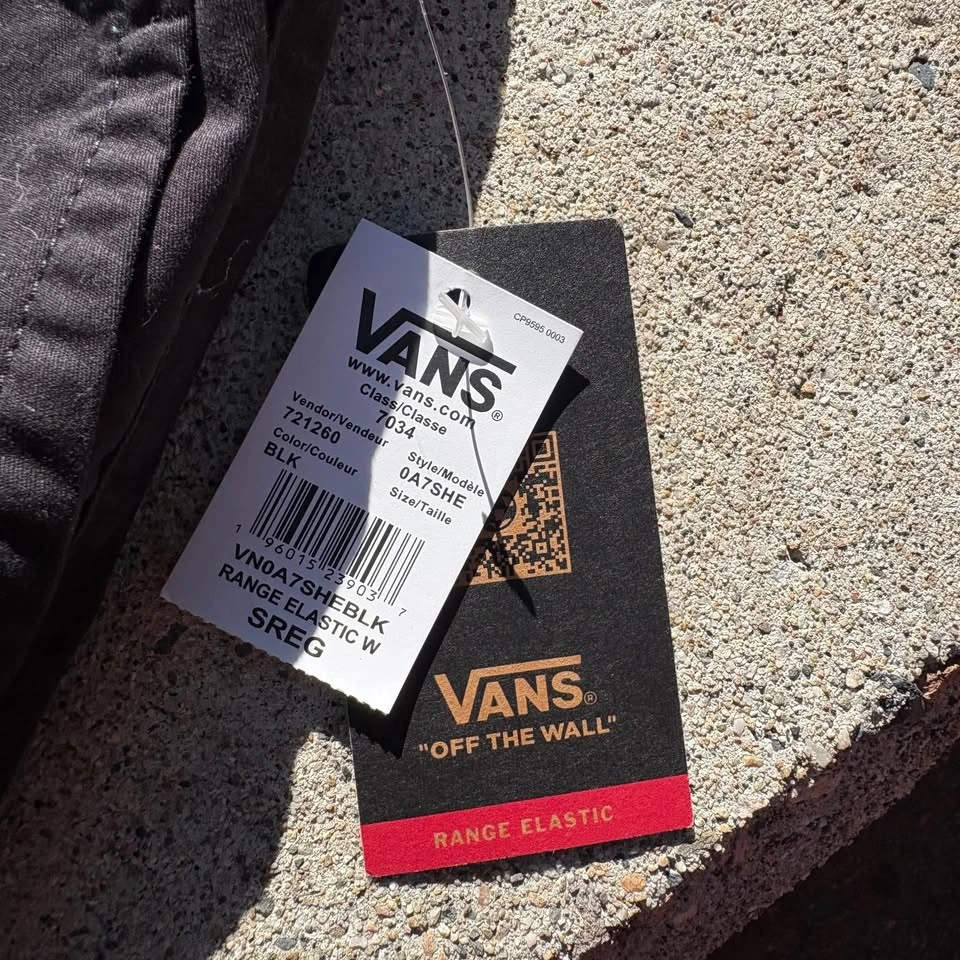 CP9595 0003
VANS®
www.vans.com
Class/Classe
7034
Vendor/Vendeur
721260
Style/Modèle
0A7SHE
Color/Couleur
BLK
Size/Taille
1 96015 23903 7
VN0A7SHEBLK
RANGE ELASTIC W
SREG
VANS®
"OFF THE WALL"
RANGE ELASTIC